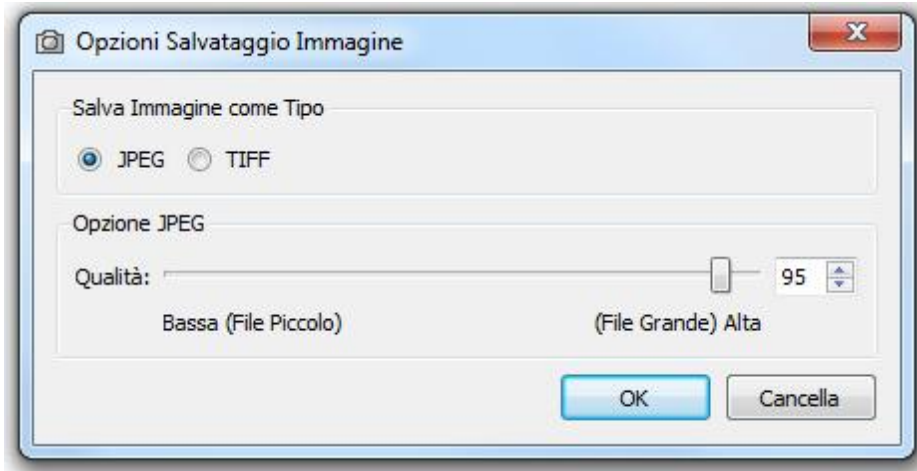 Opzioni Salvataggio Immagine
Salva Immagine come Tipo
JPEG TIFF
Opzione JPEG
Qualità: 95
Bassa (File Piccolo) (File Grande) Alta
OK Cancella